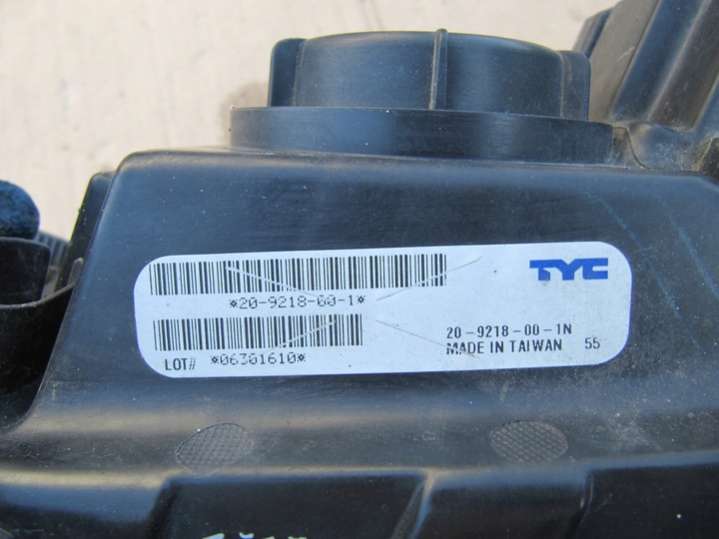 *20-9218-00-1*
LOT# *06301610*
TYC
20-9218-00-1N
MADE IN TAIWAN 55